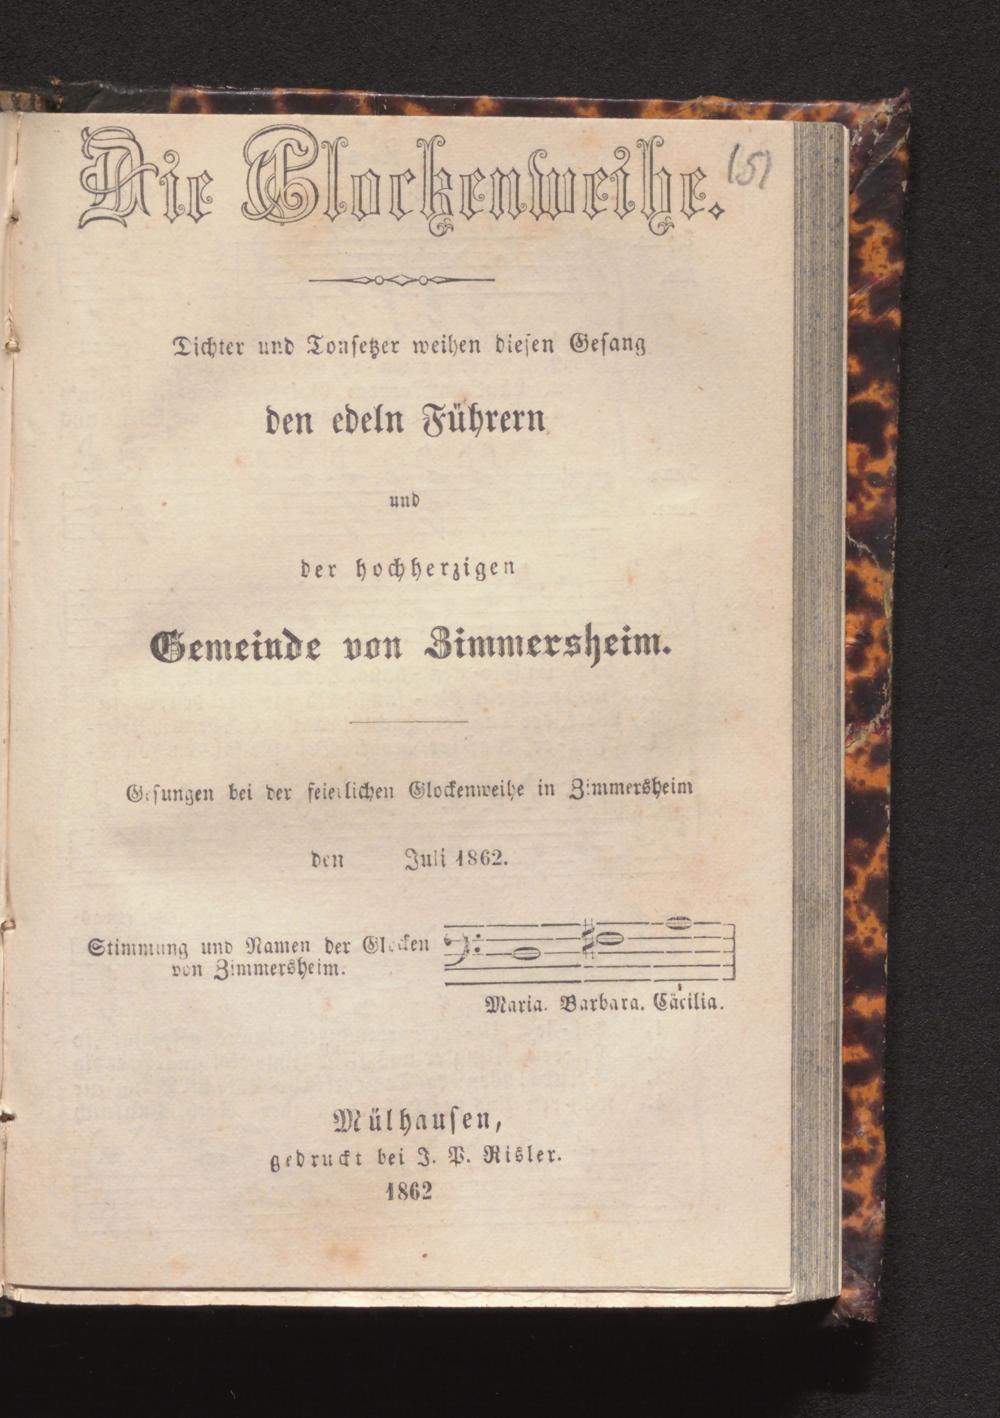 Die Glockenweihe.
(5)
Dichter und Tonsetzer weihen diesen Gesang
den edeln Führern
und
der hochherzigen
Gemeinde von Zimmersheim.
Gesungen bei der feierlichen Glockenweihe in Zimmersheim
den Juli 1862.
Stimmung und Namen der Glocken
von Zimmersheim.
Maria. Barbara. Cäcilia.
Mülhausen,
gedruckt bei J. P. Risler.
1862